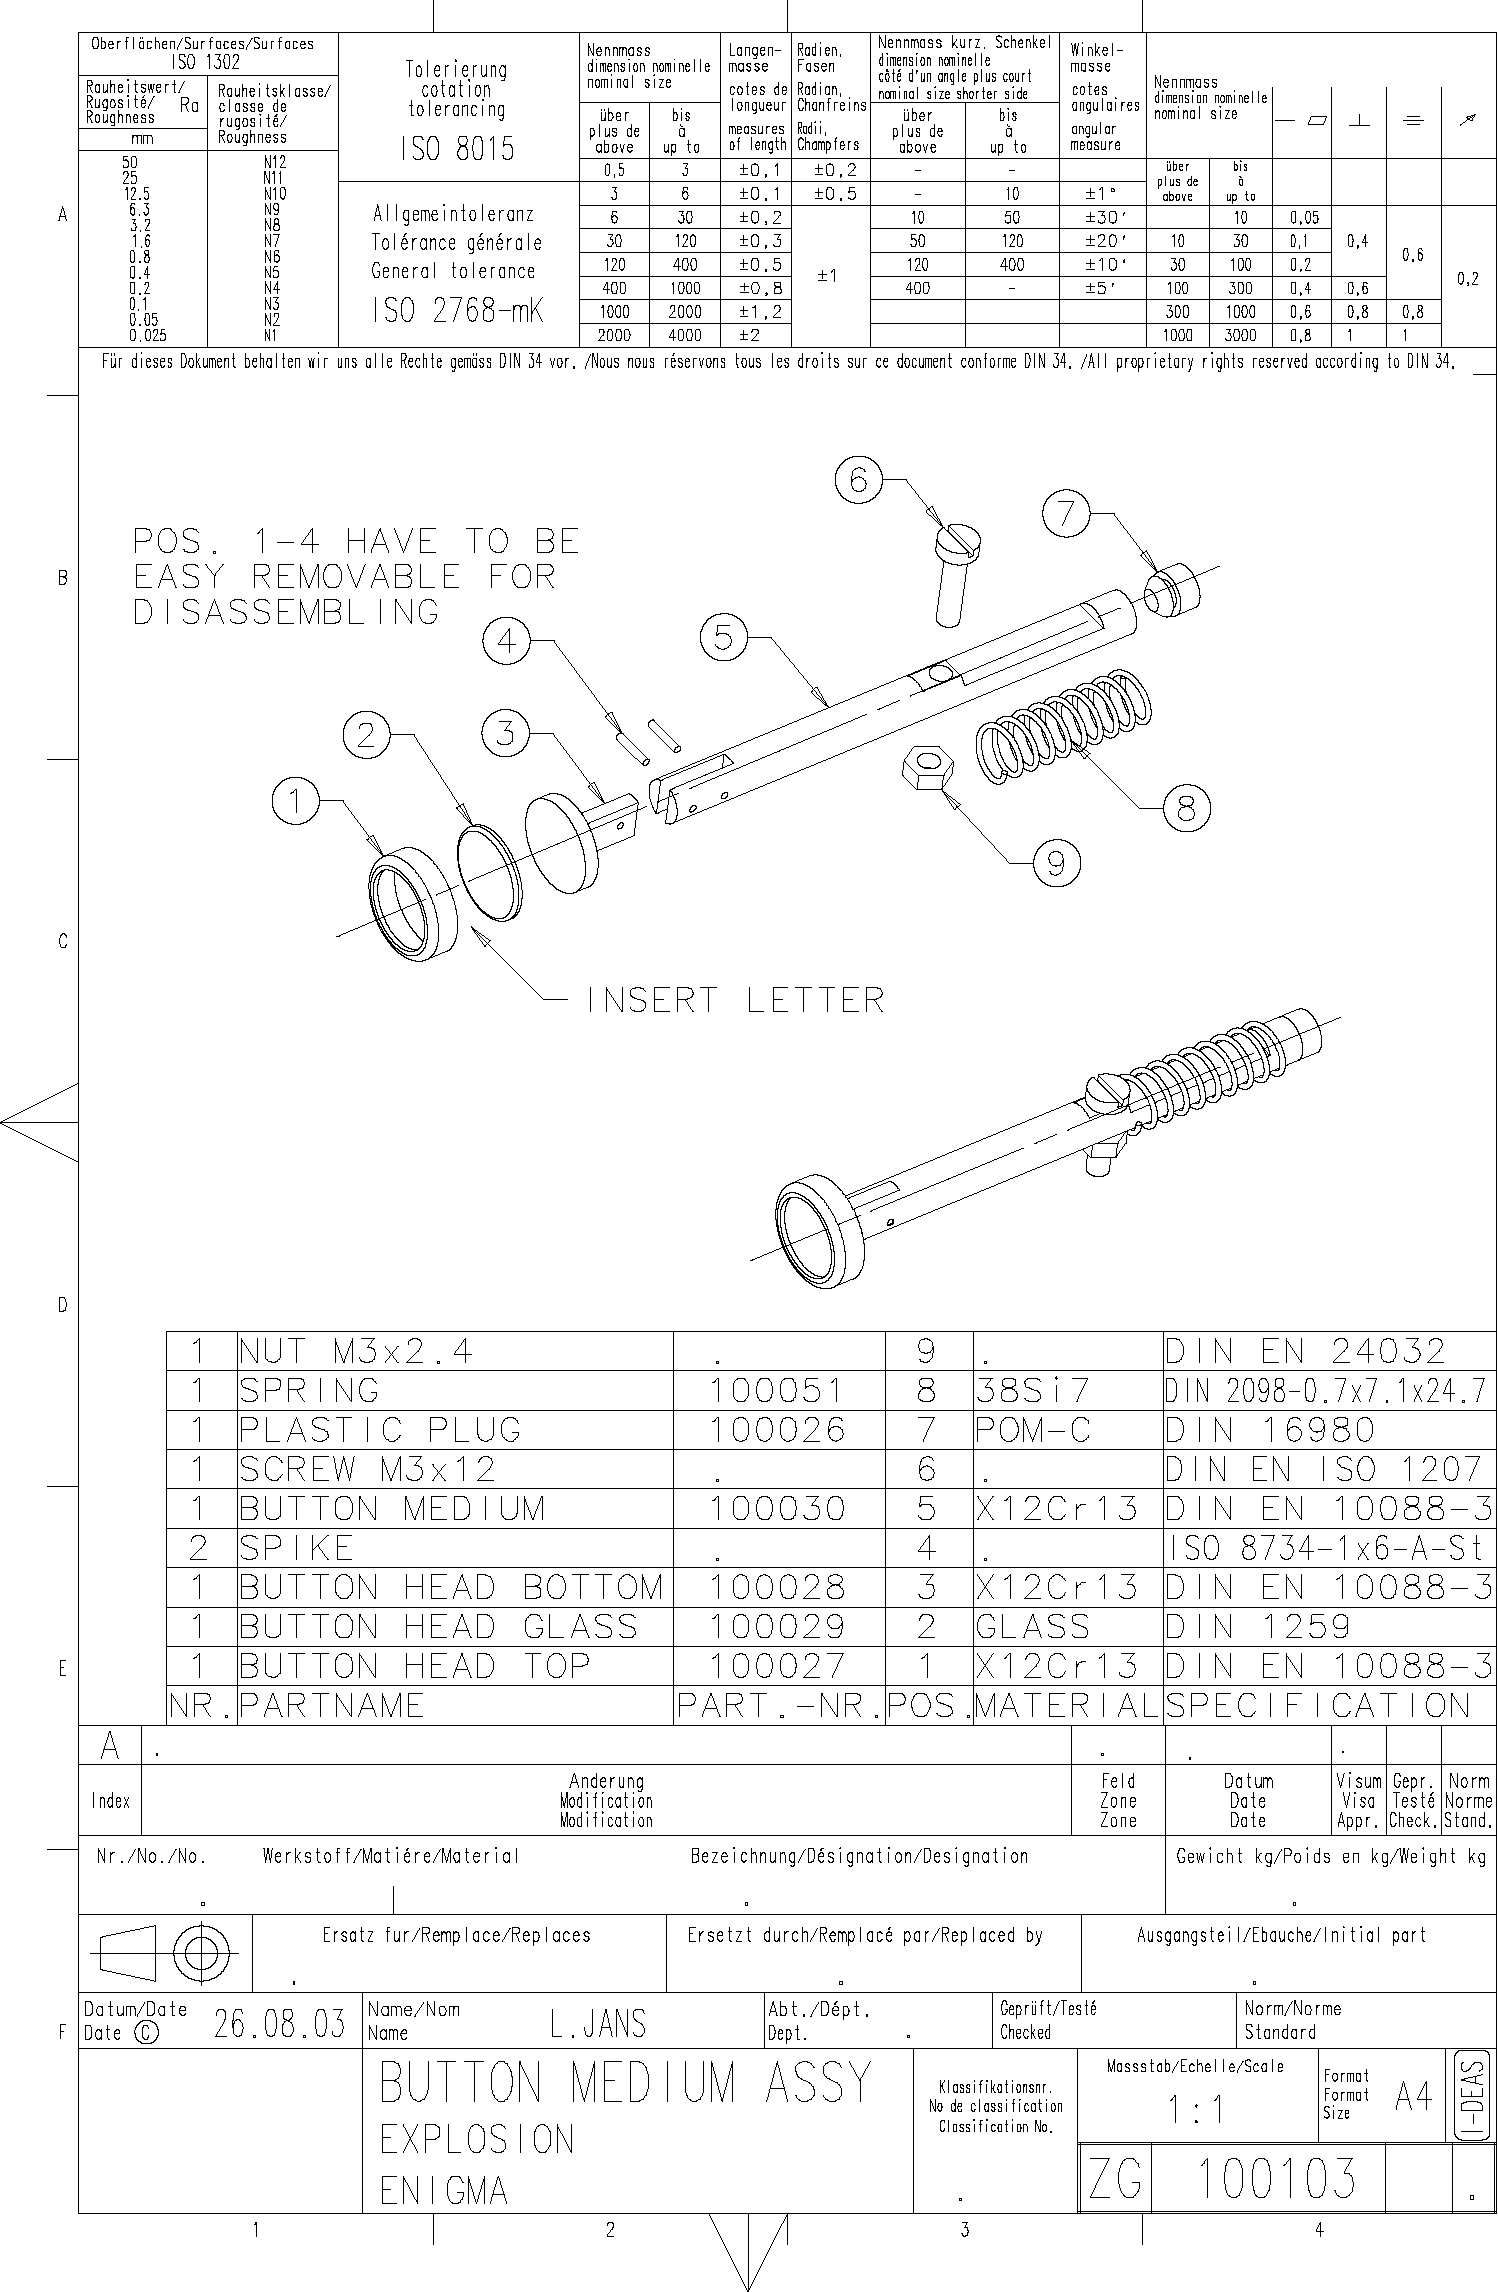 Oberflächen/Surfaces/Surfaces
ISO 1302
Rauheitswert/
Rugosité/ Ra
Roughness
mm
Rauheitsklasse/
classe de
rugosité/
Roughness
50 N12
25 N11
12.5 N10
6.3 N9
3.2 N8
1.6 N7
0.8 N6
0.4 N5
0.2 N4
0.1 N3
0.05 N2
0.025 N1
Tolerierung
cotation
tolerancing
ISO 8015
Allgemeintoleranz
Tolérance générale
General tolerance
ISO 2768-mK
Nennmass
dimension nominelle
nominal size
über
plus de
above
bis
à
up to
Langen-
masse
cotes de
longueur
measures
of length
Radien,
Fasen
Radian,
Chanfreins
Radii,
Champfers
Nennmass kurz. Schenkel
dimension nominelle
côté d'un angle plus court
nominal size shorter side
über
plus de
above
bis
à
up to
Winkel-
masse
cotes
angulaires
angular
measure
Nennmass
dimension nominelle
nominal size
über
plus de
above
bis
à
up to
0,5 3 ±0,1 ±0,2 - -
3 6 ±0,1 ±0,5 - 10 ±1°
6 30 ±0,2 10 50 ±30' 10 0,05
30 120 ±0,3 50 120 ±20' 10 30 0,1 0,4
120 400 ±0,5 ±1 120 400 ±10' 30 100 0,2 0,6
400 1000 ±0,8 400 - ±5' 100 300 0,4 0,6 0,2
1000 2000 ±1,2 300 1000 0,6 0,8 0,8
2000 4000 ±2 1000 3000 0,8 1 1
Für dieses Dokument behalten wir uns alle Rechte gemäss DIN 34 vor. /Nous nous réservons tous les droits sur ce document conforme DIN 34. /All proprietary rights reserved according to DIN 34.
A
B
C
D
E
F
POS. 1-4 HAVE TO BE
EASY REMOVABLE FOR
DISASSEMBLING
6
7
4
5
2
3
1
8
9
INSERT LETTER
1 NUT M3x2.4 . 9 . DIN EN 24032
1 SPRING 100051 8 38Si7 DIN 2098-0.7x7.1x24.7
1 PLASTIC PLUG 100026 7 POM-C DIN 16980
1 SCREW M3x12 . 6 . DIN EN ISO 1207
1 BUTTON MEDIUM 100030 5 X12Cr13 DIN EN 10088-3
2 SPIKE . 4 . ISO 8734-1x6-A-St
1 BUTTON HEAD BOTTOM 100028 3 X12Cr13 DIN EN 10088-3
1 BUTTON HEAD GLASS 100029 2 GLASS DIN 1259
1 BUTTON HEAD TOP 100027 1 X12Cr13 DIN EN 10088-3
NR. PARTNAME PART.-NR. POS. MATERIAL SPECIFICATION
A . . . .
Index
Anderung
Modification
Modification
Feld
Zone
Zone
Datum
Date
Date
Visum
Visa
Appr.
Gepr.
Testé
Check.
Norm
Norme
Stand.
Nr./No./No. Werkstoff/Matiére/Material Bezeichnung/Désignation/Designation Gewicht kg/Poids en kg/Weight kg
. . .
Ersatz fur/Remplace/Replaces Ersetzt durch/Remplacé par/Replaced by Ausgangsteil/Ebauche/Initial part
. . .
Datum/Date
Date © 26.08.03
Name/Nom
Name
L.JANS
Abt./Dépt.
Dept. .
Geprüft/Testé
Checked
Norm/Norme
Standard
BUTTON MEDIUM ASSY
EXPLOSION
ENIGMA
Klassifikationsnr.
No de classification
Classification No.
.
Massstab/Echelle/Scale
1:1
Format
Format
Size
A4
I-DEAS
ZG 100103 .
1 2 3 4